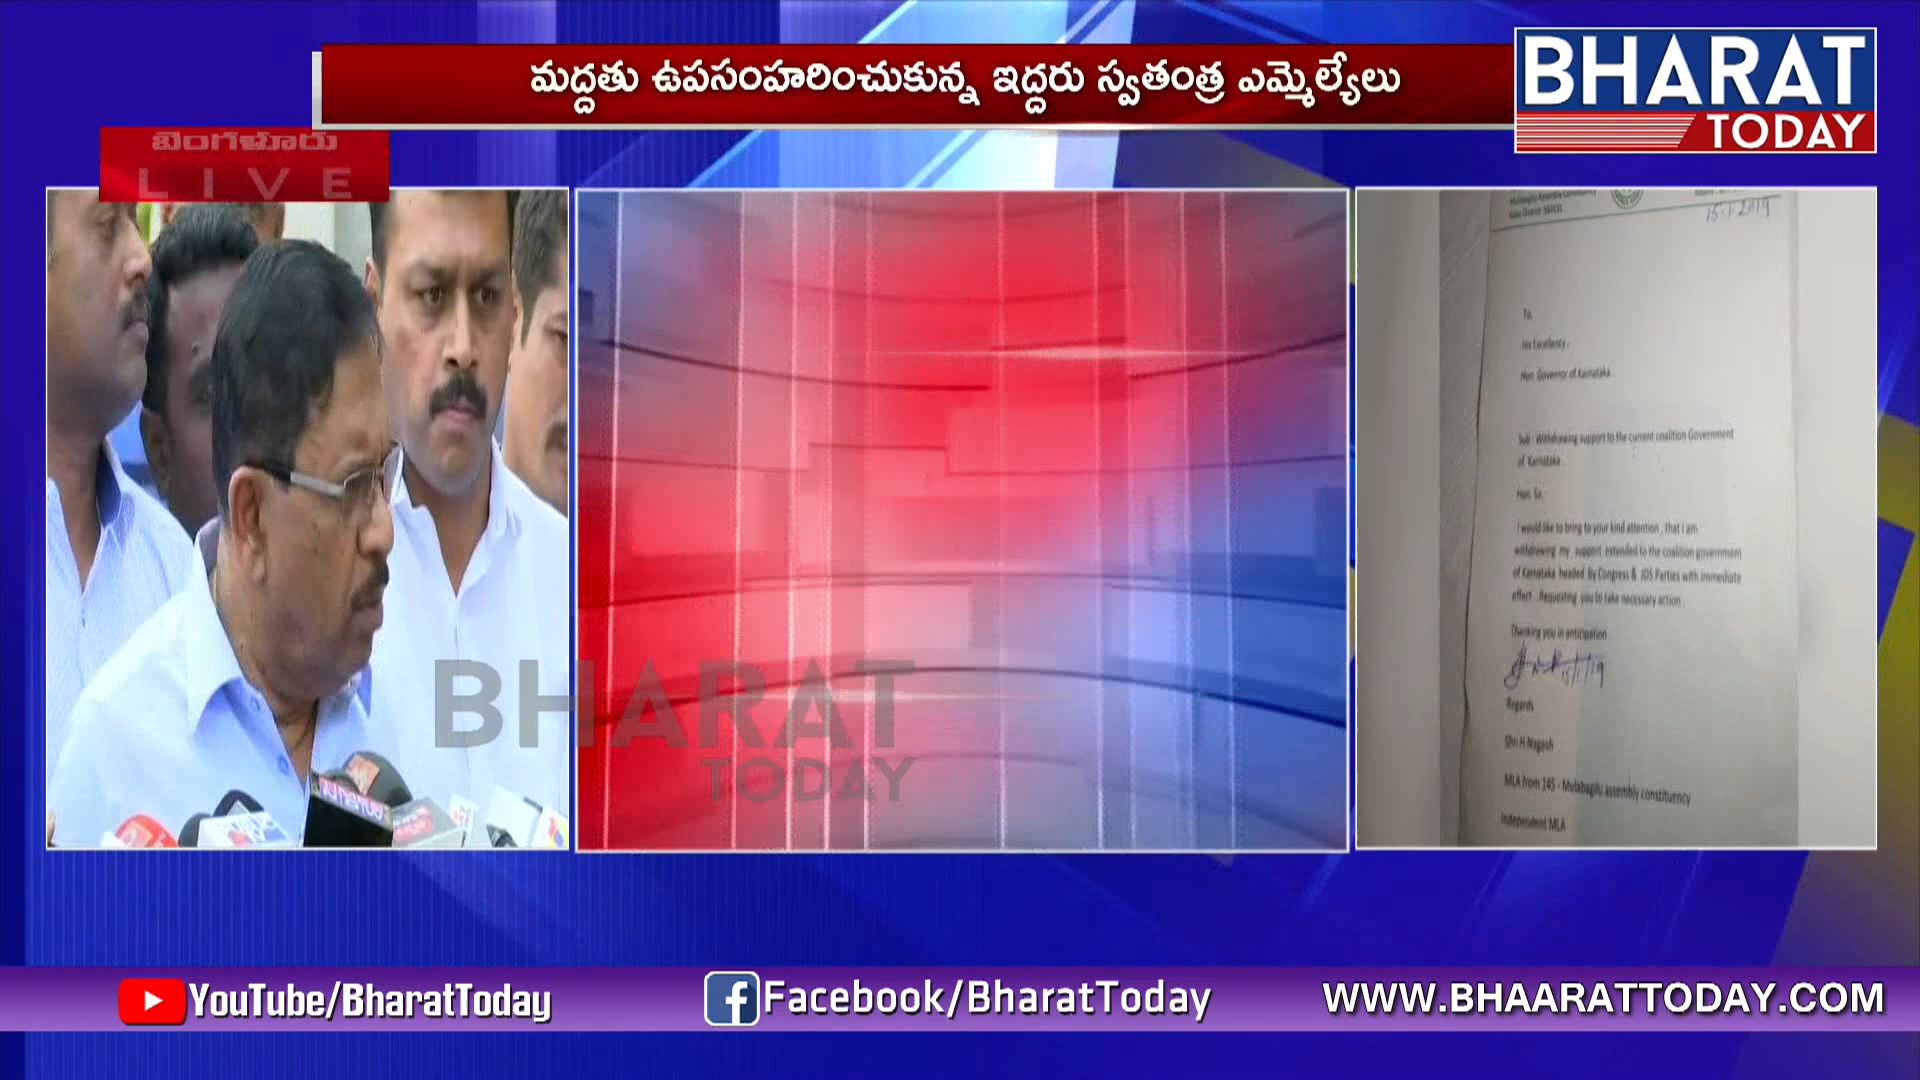 మద్దతు ఉపసంహరించుకున్న ఇద్దరు స్వతంత్ర ఎమ్మెల్యేలు
BHARAT
TODAY
బెంగళూరు
LIVE
15-1-2019
To,
His Excellency,
Hon. Governor of Karnataka
Sub : Withdrawing support to the current coalition Government
of Karnataka
Hon. Sir,
I would like to bring to your kind attention, that I am
withdrawing my support extended to the coalition government
of Karnataka headed by Congress & JDS Parties with immediate
effect . Requesting you to take necessary action
Thanking you in anticipation
15/1/19
Regards
Shri H Nagesh
MLA from 145 - Mulabagilu assembly constituency
Independent MLA
BHARAT
TODAY
YouTube/BharatToday
Facebook/BharatToday
WWW.BHAARATTODAY.COM